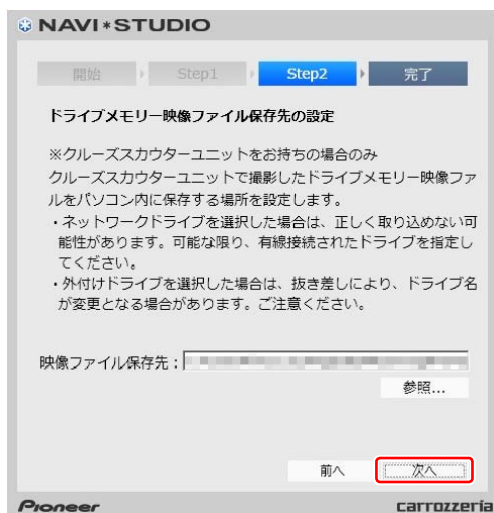 NAVI*STUDIO
開始 Step1 Step2 完了
ドライブメモリー映像ファイル保存先の設定
※クルーズスカウターユニットをお持ちの場合のみ
クルーズスカウターユニットで撮影したドライブメモリー映像ファ
ルをパソコン内に保存する場所を設定します。
・ネットワークドライブを選択した場合は、正しく取り込めない可
能性があります。可能な限り、有線接続されたドライブを指定し
てください。
・外付けドライブを選択した場合は、抜き差しにより、ドライブ名
が変更となる場合があります。ご注意ください。
映像ファイル保存先：
参照...
前へ 次へ
Pioneer carrozzeria